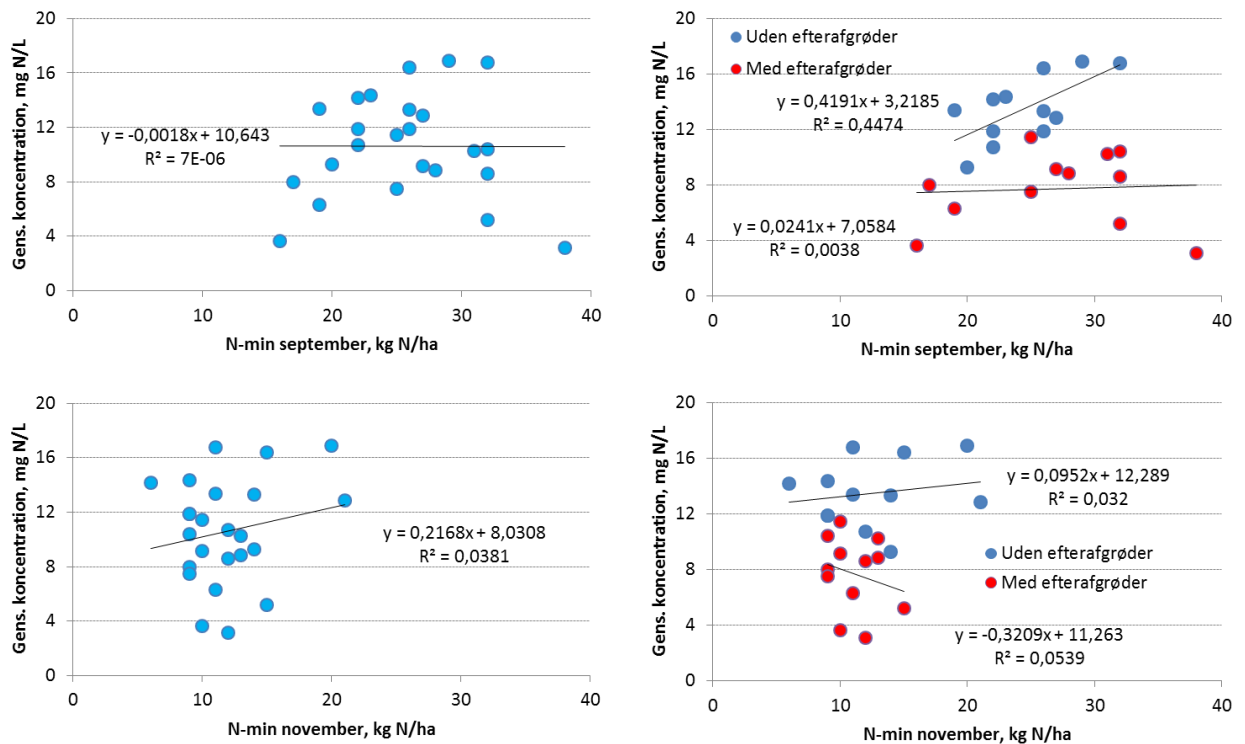 Gens. koncentration, mg N/L
20
16
12
8
4
0
y = -0,0018x + 10,643
R² = 7E-06
0 10 20 30 40
N-min september, kg N/ha
Gens. koncentration, mg N/L
20
16
12
8
4
0
Uden efterafgrøder
Med efterafgrøder
y = 0,4191x + 3,2185
R² = 0,4474
y = 0,0241x + 7,0584
R² = 0,0038
0 10 20 30 40
N-min september, kg N/ha
Gens. koncentration, mg N/L
20
16
12
8
4
0
y = 0,2168x + 8,0308
R² = 0,0381
0 10 20 30 40
N-min november, kg N/ha
Gens. koncentration, mg N/L
20
16
12
8
4
0
y = 0,0952x + 12,289
R² = 0,032
Uden efterafgrøder
Med efterafgrøder
y = -0,3209x + 11,263
R² = 0,0539
0 10 20 30 40
N-min november, kg N/ha